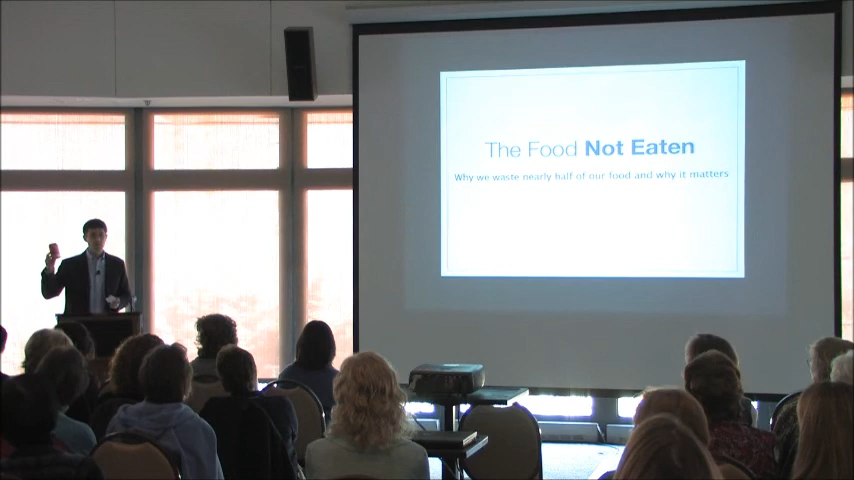 The Food Not Eaten
Why we waste nearly half of our food and why it matters